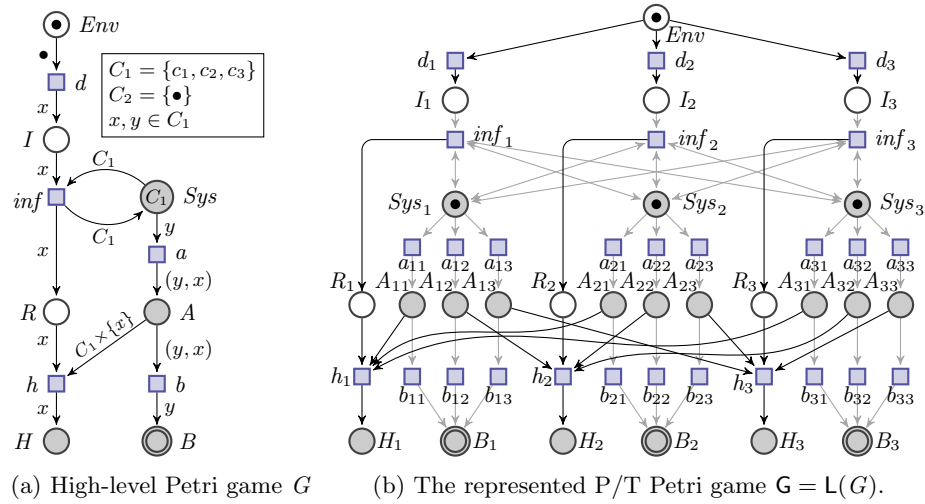 Env
d
C₁ = {c₁, c₂, c₃}
C₂ = {•}
x, y ∈ C₁
x
I
x
C₁
inf
C₁
Sys
C₁
y
a
x
(y, x)
R
A
x
C₁×{x}
(y, x)
h
b
x
y
H
B
(a) High-level Petri game G
Env
d₁ d₂ d₃
I₁ I₂ I₃
inf₁ inf₂ inf₃
Sys₁ Sys₂ Sys₃
a₁₁ a₁₂ a₁₃ a₂₁ a₂₂ a₂₃ a₃₁ a₃₂ a₃₃
R₁ A₁₁ A₁₂ A₁₃ R₂ A₂₁ A₂₂ A₂₃ R₃ A₃₁ A₃₂ A₃₃
h₁ b₁₁ b₁₂ b₁₃ h₂ b₂₁ b₂₂ b₂₃ h₃ b₃₁ b₃₂ b₃₃
H₁ B₁ H₂ B₂ H₃ B₃
(b) The represented P/T Petri game G = L(G).